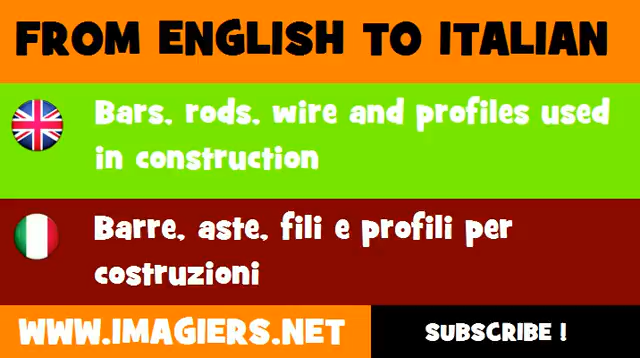 FROM ENGLISH TO ITALIAN
Bars, rods, wire and profiles used
in construction
Barre, aste, fili e profili per
costruzioni
WWW.IMAGIERS.NET
SUBSCRIBE !